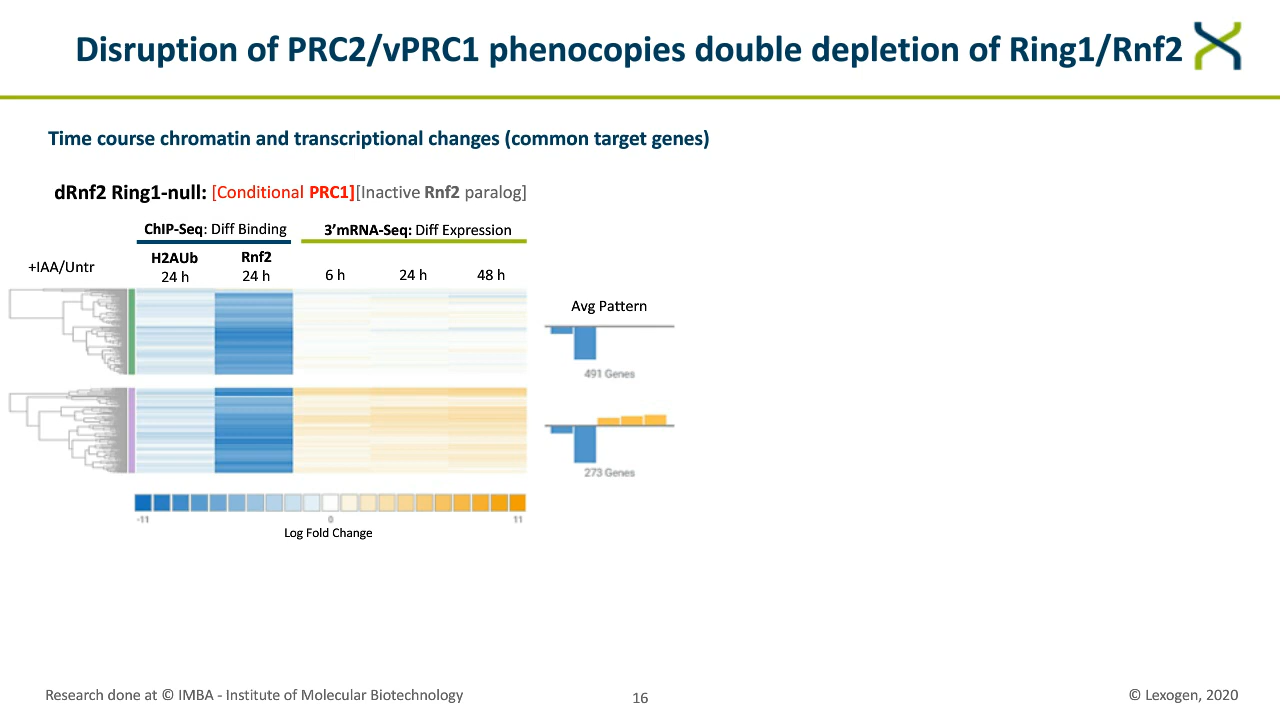 Disruption of PRC2/vPRC1 phenocopies double depletion of Ring1/Rnf2
Time course chromatin and transcriptional changes (common target genes)
dRnf2 Ring1-null: [Conditional PRC1][Inactive Rnf2 paralog]
ChIP-Seq: Diff Binding 3'mRNA-Seq: Diff Expression
+IAA/Untr H2AUb 24 h Rnf2 24 h 6 h 24 h 48 h
Avg Pattern
491 Genes
273 Genes
-11 0 11
Log Fold Change
Research done at © IMBA - Institute of Molecular Biotechnology 16 © Lexogen, 2020